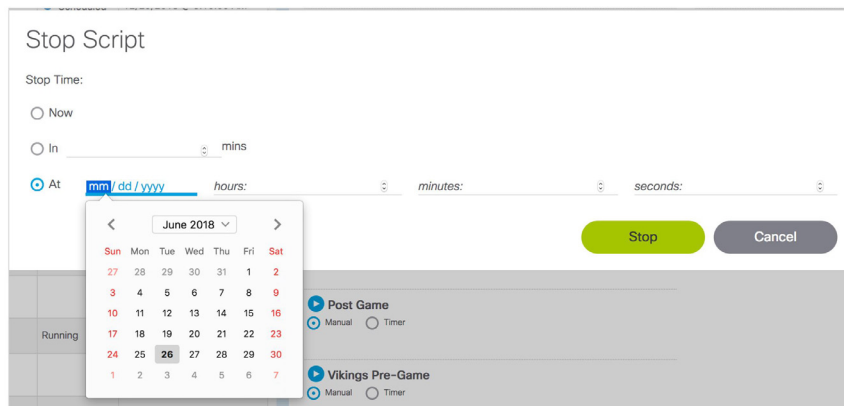 Stop Script
Stop Time:
Now
In mins
At mm / dd / yyyy hours: minutes: seconds:
June 2018
Sun Mon Tue Wed Thu Fri Sat
27 28 29 30 31 1 2
3 4 5 6 7 8 9
10 11 12 13 14 15 16
17 18 19 20 21 22 23
24 25 26 27 28 29 30
1 2 3 4 5 6 7
Stop Cancel
Running
Post Game
Manual Timer
Vikings Pre-Game
Manual Timer